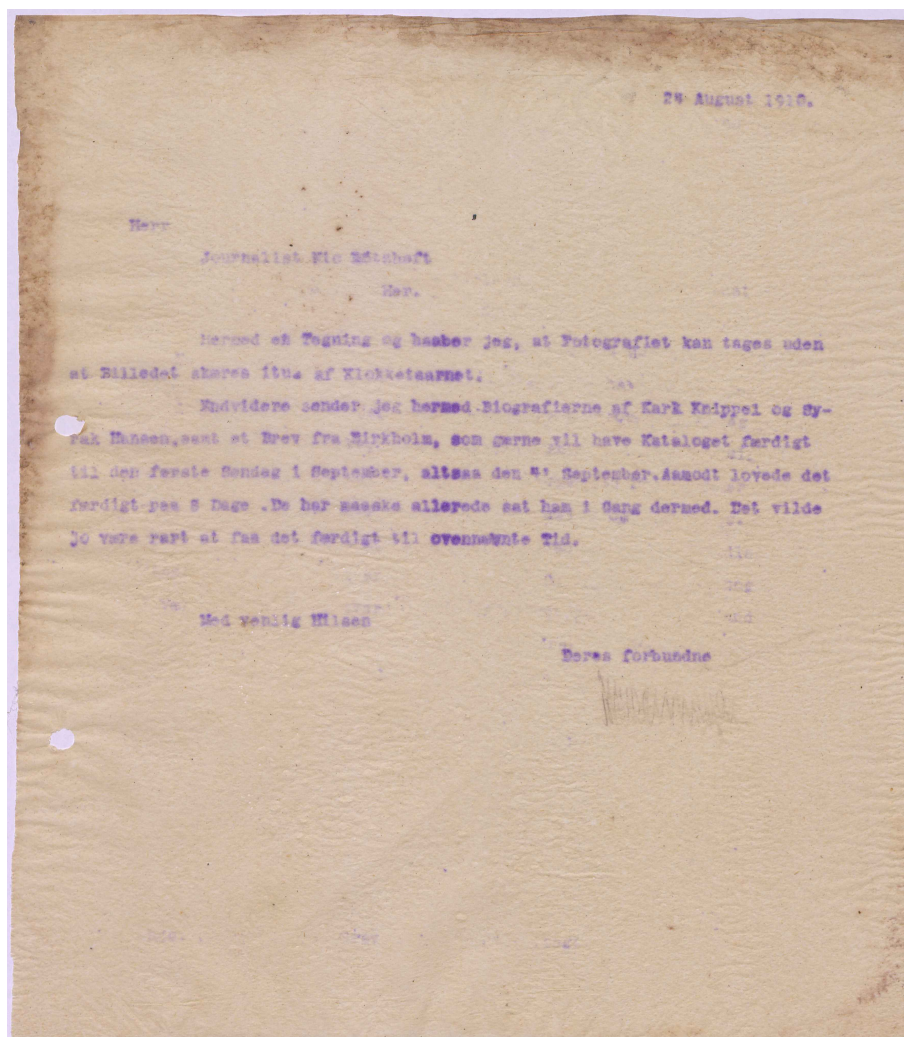 August 1910.
Herr
Journalist Nic Lützhøft
Her.
Hermed en Tegning og haaber jeg, at Fotografiet kan tages uden
at Billedet skæres itu af Klokketaarnet.
Endvidere sender jeg hermed Biografierne af Karl Knippel og Sy-
rak Hansen, samt et Brev fra Birkholm, som gærne vil have Kataloget færdigt
til den første Søndag i September, altsaa den September. Aamodt lovede det
færdigt paa 8 Dage .De har maaske allerede sat ham i Gang dermed. Det vilde
jo være rart at faa det færdigt til ovennævnte Tid.
Med venlig Hilsen
Deres forbundne